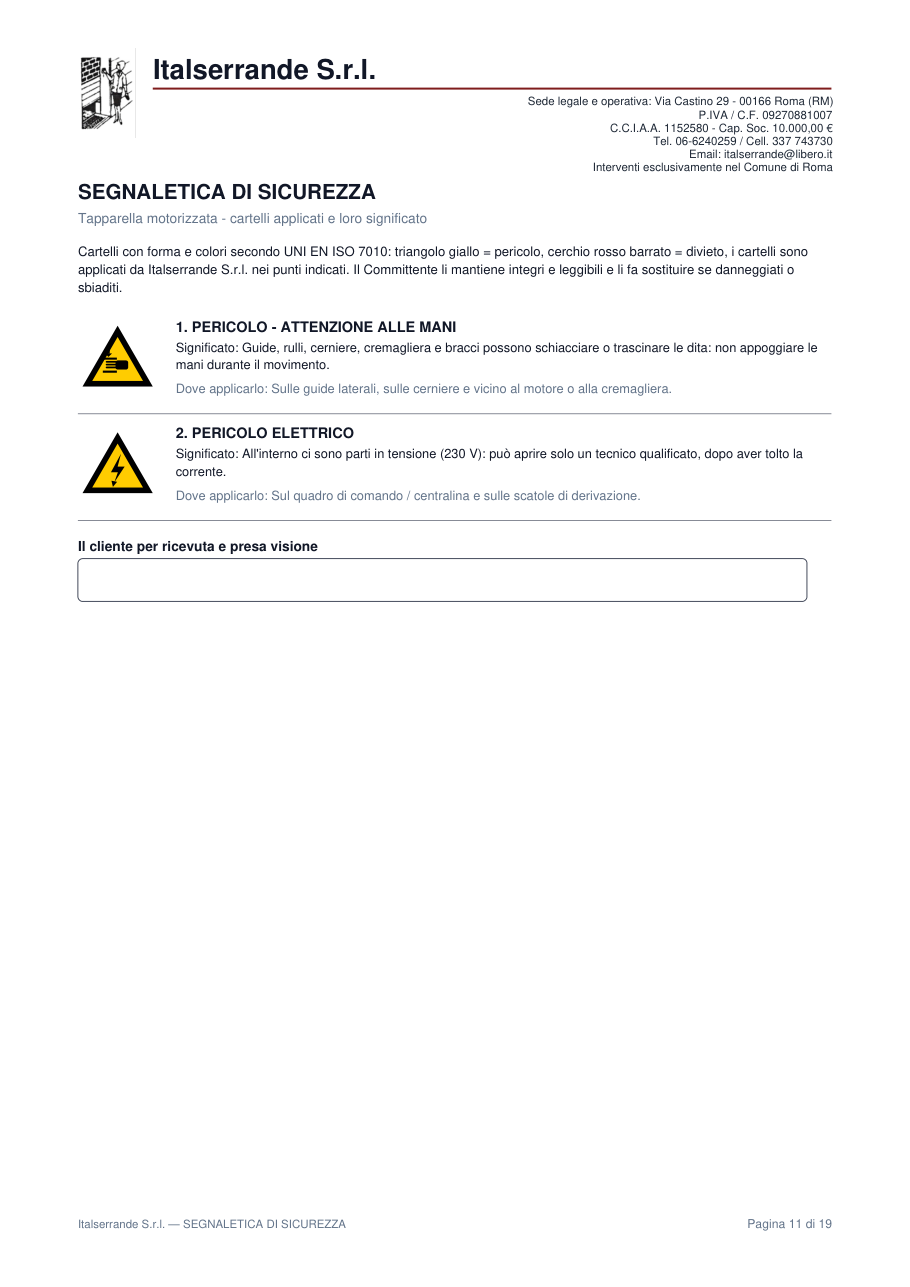 Italserrande S.r.l.
Sede legale e operativa: Via Castino 29 - 00166 Roma (RM)
P.IVA / C.F. 09270881007
C.C.I.A.A. 1152580 - Cap. Soc. 10.000,00 €
Tel. 06-6240259 / Cell. 337 743730
Email: italserrande@libero.it
Interventi esclusivamente nel Comune di Roma
SEGNALETICA DI SICUREZZA
Tapparella motorizzata - cartelli applicati e loro significato
Cartelli con forma e colori secondo UNI EN ISO 7010: triangolo giallo = pericolo, cerchio rosso barrato = divieto, i cartelli sono
applicati da Italserrande S.r.l. nei punti indicati. Il Committente li mantiene integri e leggibili e li fa sostituire se danneggiati o
sbiaditi.
1. PERICOLO - ATTENZIONE ALLE MANI
Significato: Guide, rulli, cerniere, cremagliera e bracci possono schiacciare o trascinare le dita: non appoggiare le
mani durante il movimento.
Dove applicarlo: Sulle guide laterali, sulle cerniere e vicino al motore o alla cremagliera.
2. PERICOLO ELETTRICO
Significato: All'interno ci sono parti in tensione (230 V): può aprire solo un tecnico qualificato, dopo aver tolto la
corrente.
Dove applicarlo: Sul quadro di comando / centralina e sulle scatole di derivazione.
Il cliente per ricevuta e presa visione
Italserrande S.r.l. — SEGNALETICA DI SICUREZZA
Pagina 11 di 19